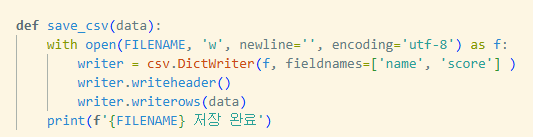 def save_csv(data):
    with open(FILENAME, 'w', newline='', encoding='utf-8') as f:
        writer = csv.DictWriter(f, fieldnames=['name', 'score'] )
        writer.writeheader()
        writer.writerows(data)
    print(f'{FILENAME} 저장 완료')